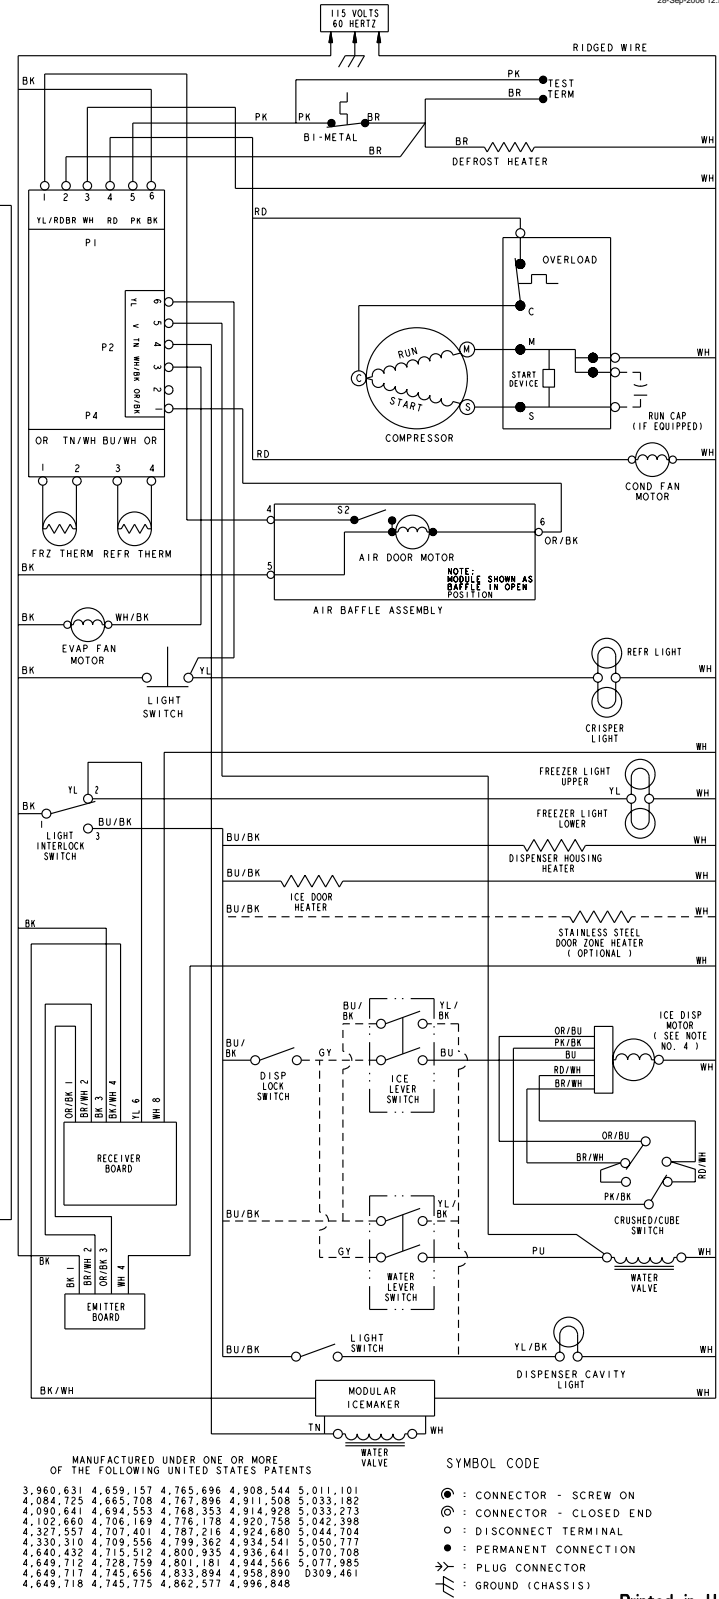 28-Sep-2006 12:
115 VOLTS
60 HERTZ
RIDGED WIRE
BK
PK
TEST
TERM
BR
PK
PK
BR
BI-METAL
BR
BR
DEFROST HEATER
WH
WH
1 2 3 4 5 6
YL/RD BR WH RD PK BK
P1
RD
OVERLOAD
C
P2
YL 6
V 5
TN 4
WH/BK 3
2
OR/BK 1
RUN
M
M
START
DEVICE
WH
C
START
S
S
RUN CAP
(IF EQUIPPED)
COMPRESSOR
P4
OR TN/WH BU/WH OR
RD
WH
COND FAN
MOTOR
1 2 3 4
FRZ THERM
REFR THERM
4
S2
6
OR/BK
AIR DOOR MOTOR
BK
5
NOTE:
MODULE SHOWN AS
BAFFLE IN OPEN
POSITION
AIR BAFFLE ASSEMBLY
BK
WH/BK
EVAP FAN
MOTOR
REFR LIGHT
BK
YL
WH
LIGHT
SWITCH
CRISPER
LIGHT
WH
FREEZER LIGHT
UPPER
YL 2
YL
WH
BK
1
FREEZER LIGHT
LOWER
BU/BK
3
LIGHT
INTERLOCK
SWITCH
BU/BK
WH
DISPENSER HOUSING
HEATER
BU/BK
WH
ICE DOOR
HEATER
BU/BK
WH
BK
STAINLESS STEEL
DOOR ZONE HEATER
( OPTIONAL )
WH
BU/
BK
YL/
BK
ICE DISP
MOTOR
( SEE NOTE
NO. 4 )
OR/BU
PK/BK
BU
RD/WH
BR/WH
BU/
BK
GY
BU
WH
DISP
LOCK
SWITCH
ICE
LEVER
SWITCH
OR/BK 1
BR/WH 2
BK 3
BK/WH 4
YL 6
WH 8
RECEIVER
BOARD
OR/BU
BR/WH
RD/WH
PK/BK
CRUSHED/CUBE
SWITCH
BU/BK
YL/
BK
GY
PU
WH
WATER
LEVER
SWITCH
WATER
VALVE
BK
BK 1
BR/WH 2
OR/BK 3
WH 4
EMITTER
BOARD
BU/BK
LIGHT
SWITCH
YL/BK
WH
DISPENSER CAVITY
LIGHT
BK/WH
MODULAR
ICEMAKER
WH
TN
WH
WATER
VALVE
MANUFACTURED UNDER ONE OR MORE
OF THE FOLLOWING UNITED STATES PATENTS
3,960,631 4,659,157 4,765,696 4,908,544 5,011,101
4,084,725 4,665,708 4,767,896 4,911,508 5,033,182
4,090,641 4,694,553 4,768,353 4,914,928 5,033,273
4,102,660 4,706,169 4,776,178 4,920,758 5,042,398
4,327,557 4,707,401 4,787,216 4,924,680 5,044,704
4,330,310 4,709,556 4,799,362 4,934,541 5,050,777
4,640,432 4,715,512 4,800,935 4,936,641 5,070,708
4,649,712 4,728,759 4,801,181 4,944,566 5,077,985
4,649,717 4,745,656 4,833,894 4,958,890 D309,461
4,649,718 4,745,775 4,862,577 4,996,848
SYMBOL CODE
: CONNECTOR - SCREW ON
: CONNECTOR - CLOSED END
: DISCONNECT TERMINAL
: PERMANENT CONNECTION
: PLUG CONNECTOR
: GROUND (CHASSIS)